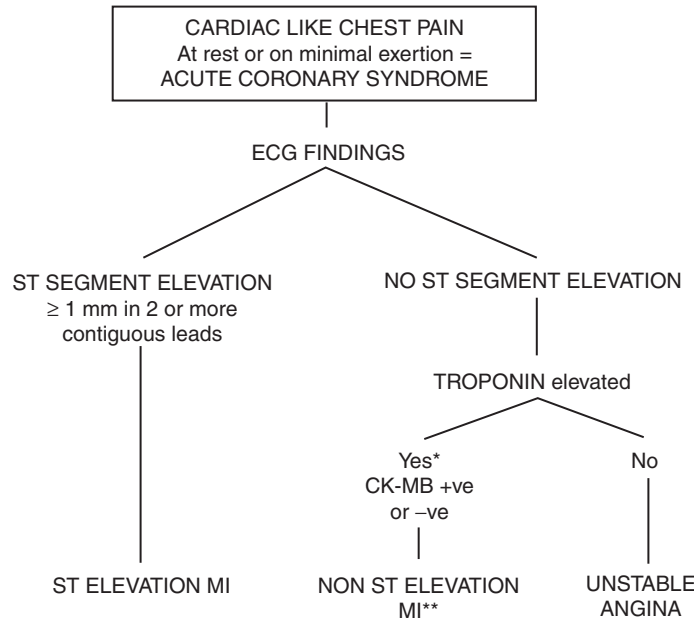 CARDIAC LIKE CHEST PAIN
At rest or on minimal exertion =
ACUTE CORONARY SYNDROME
ECG FINDINGS
ST SEGMENT ELEVATION
≥ 1 mm in 2 or more
contiguous leads
NO ST SEGMENT ELEVATION
TROPONIN elevated
Yes*
CK-MB +ve
or –ve
No
ST ELEVATION MI
NON ST ELEVATION
MI**
UNSTABLE
ANGINA